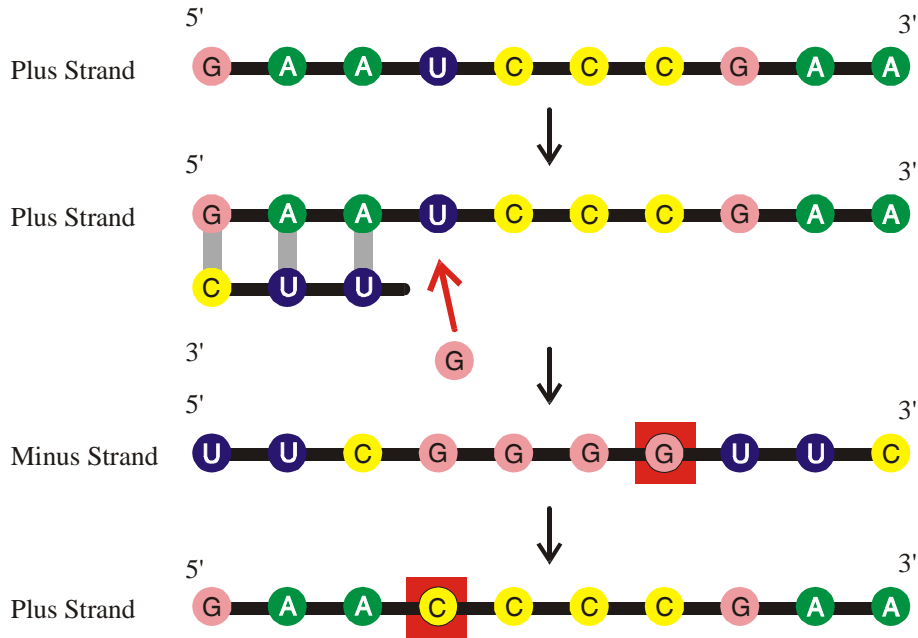 5' 3'
Plus Strand G A A U C C C G A A
5' 3'
Plus Strand G A A U C C C G A A
C U U
3' G
5' 3'
Minus Strand U U C G G G G U U C
5' 3'
Plus Strand G A A C C C C G A A